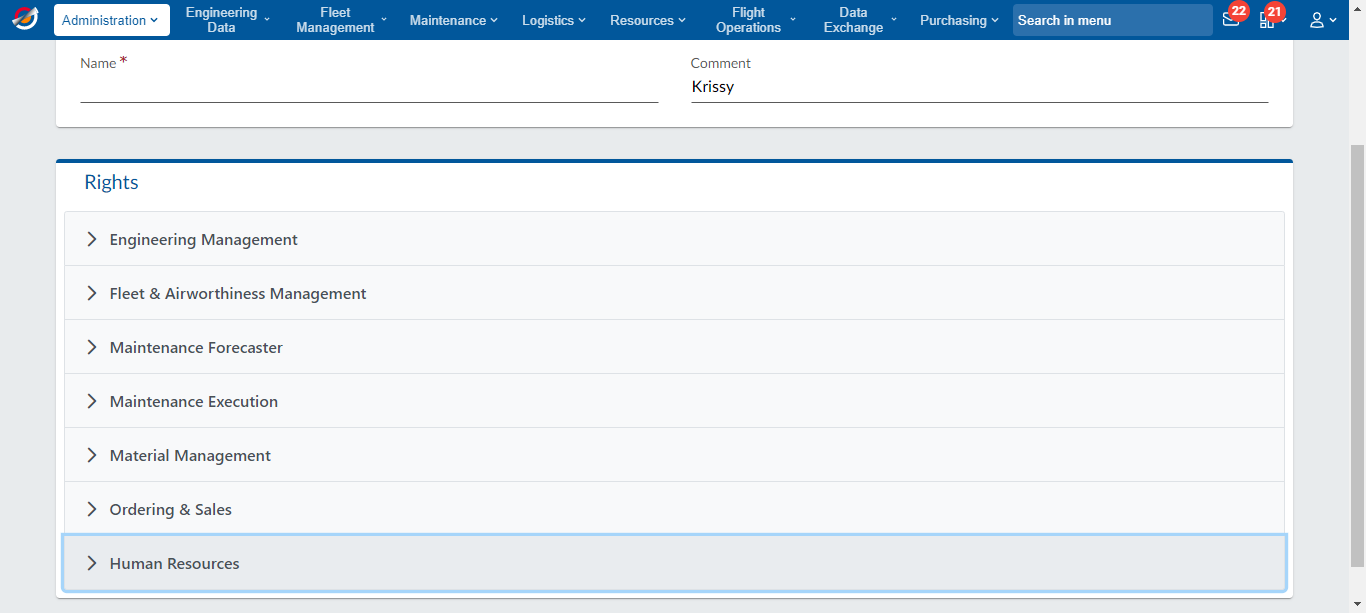 Administration
Engineering Data
Fleet Management
Maintenance
Logistics
Resources
Flight Operations
Data Exchange
Purchasing
Search in menu
22
21
Name *
Comment
Krissy
Rights
Engineering Management
Fleet & Airworthiness Management
Maintenance Forecaster
Maintenance Execution
Material Management
Ordering & Sales
Human Resources